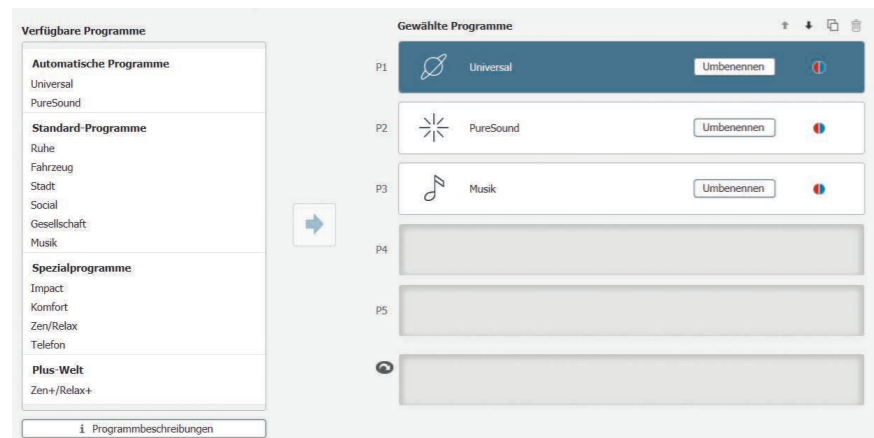 Verfügbare Programme
Automatische Programme
Universal
PureSound
Standard-Programme
Ruhe
Fahrzeug
Stadt
Social
Gesellschaft
Musik
Spezialprogramme
Impact
Komfort
Zen/Relax
Telefon
Plus-Welt
Zen+/Relax+
i Programmbeschreibungen
Gewählte Programme
P1 Universal Umbenennen
P2 PureSound Umbenennen
P3 Musik Umbenennen
P4
P5